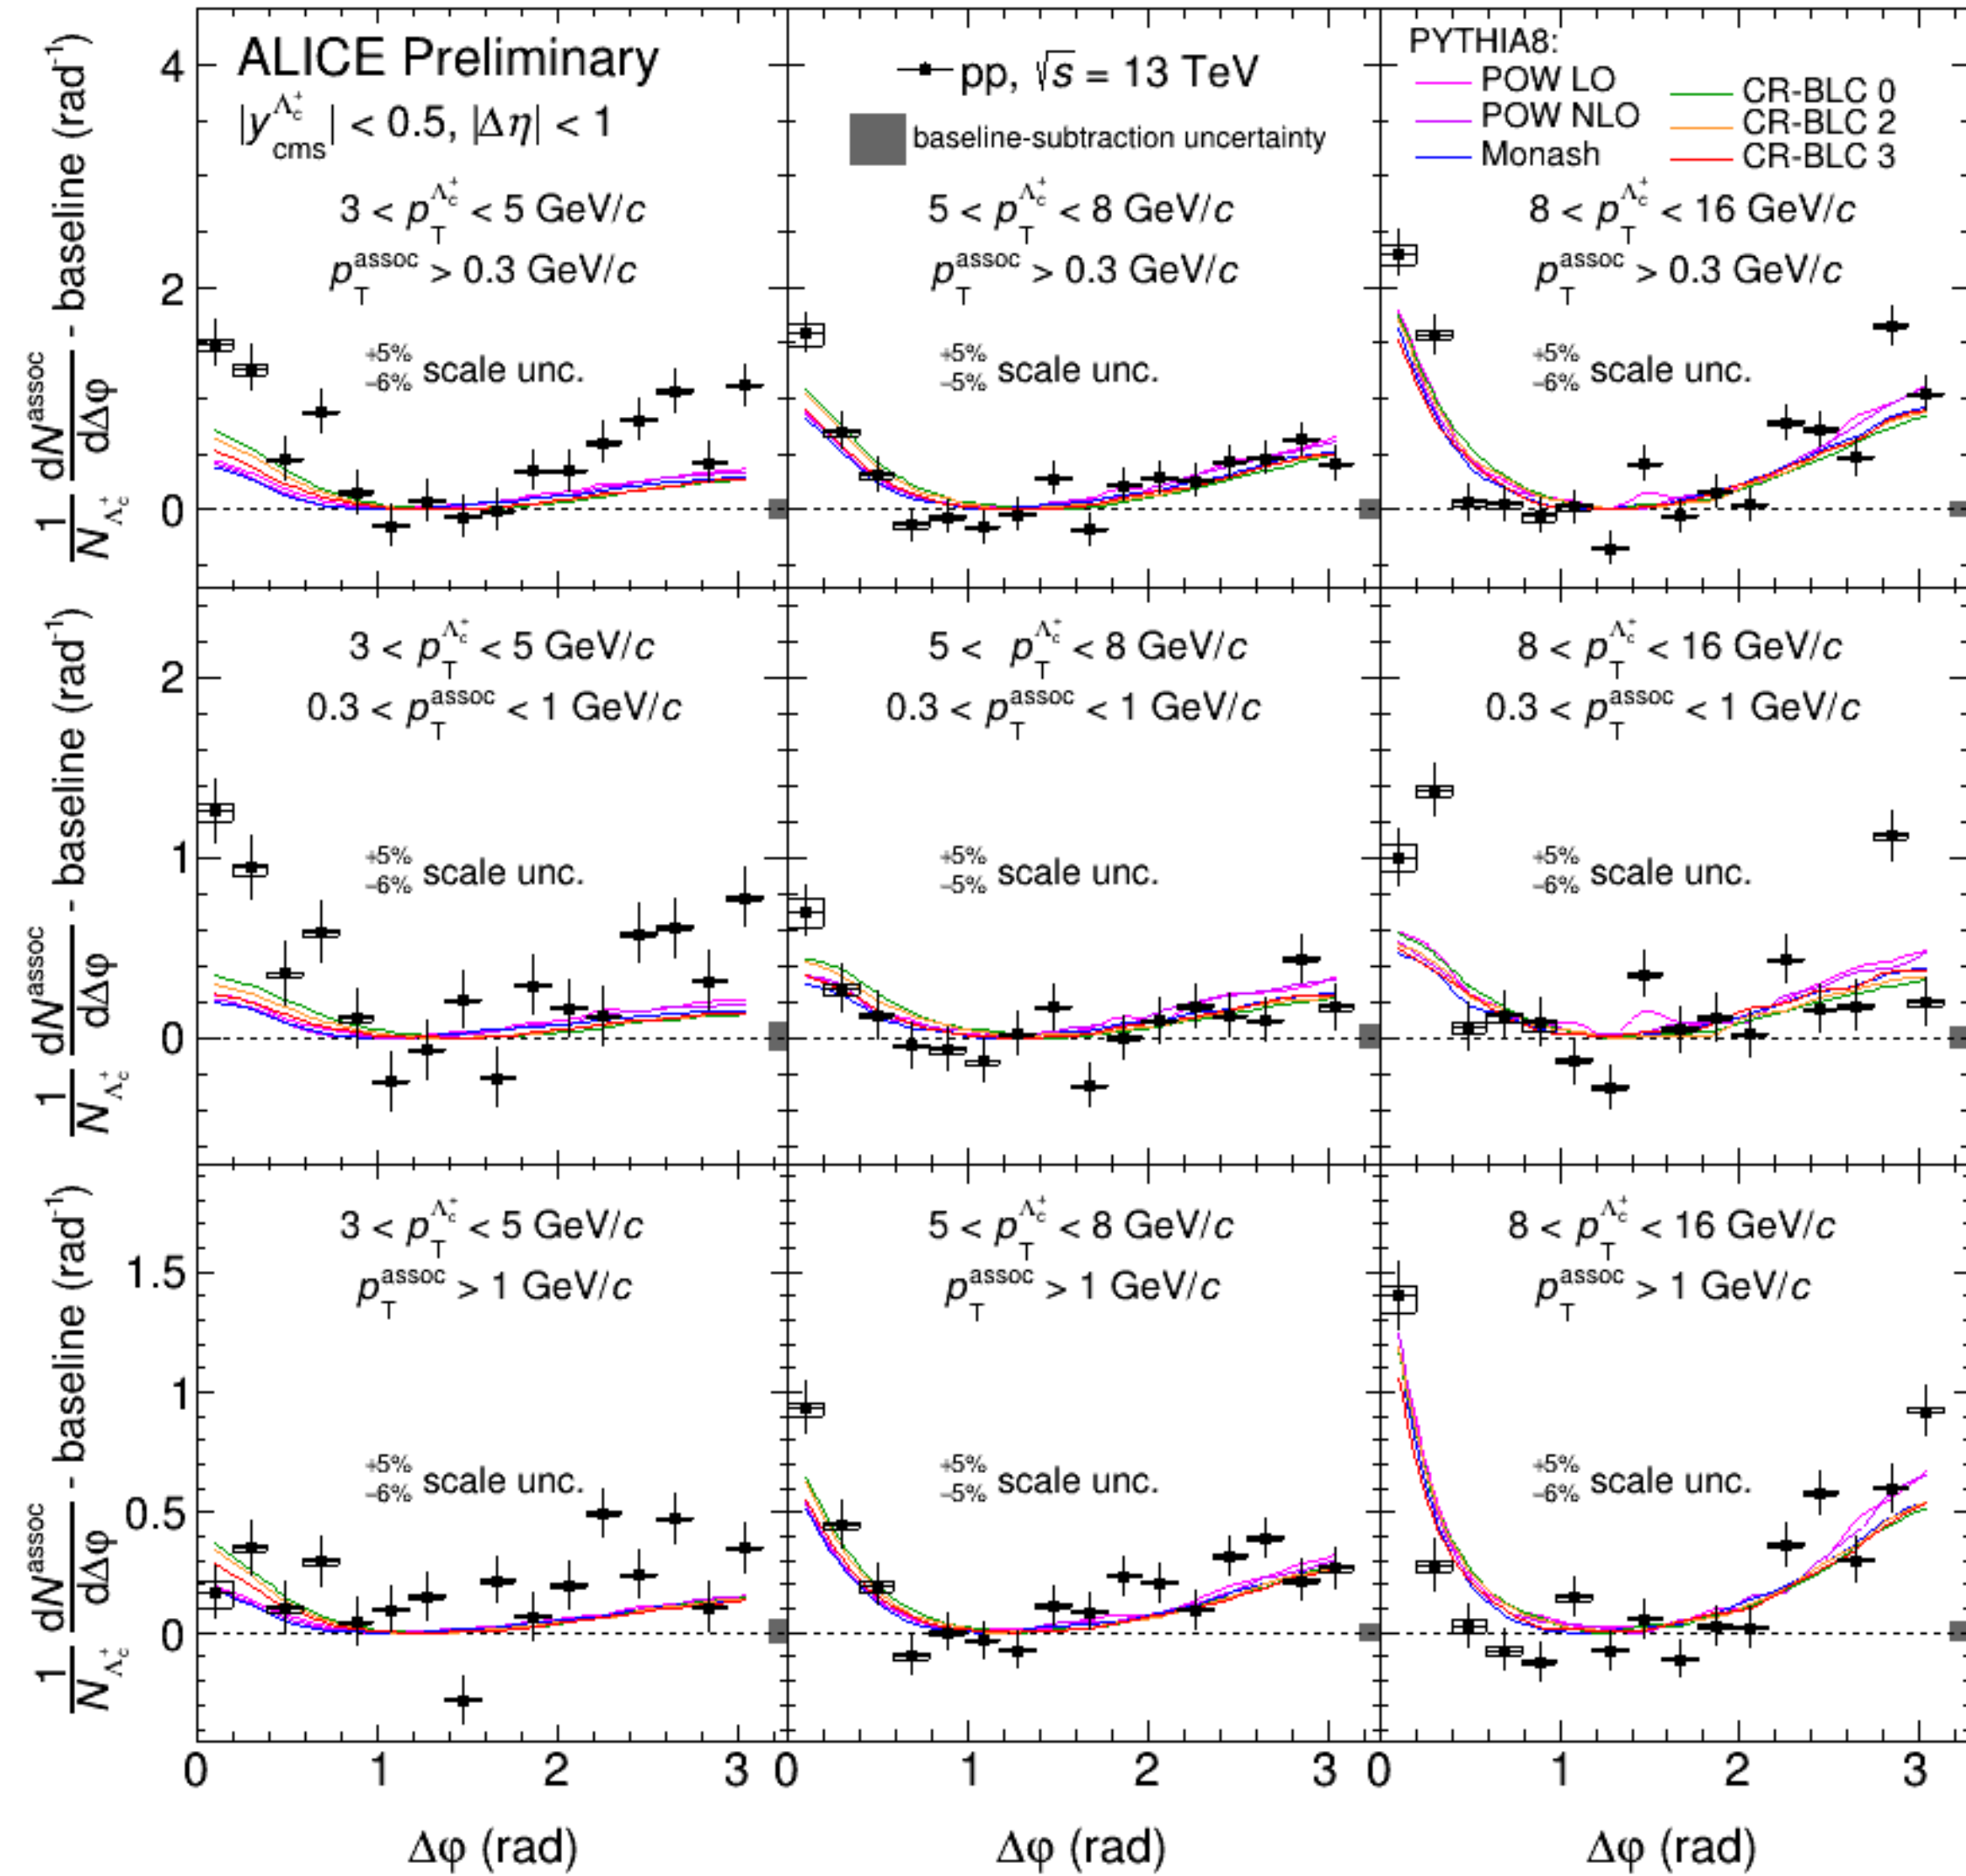 ALICE Preliminary
|y^{Λc+}_{cms}| < 0.5, |Δη| < 1
3 < p_T^{Λc+} < 5 GeV/c
p_T^{assoc} > 0.3 GeV/c
+5% −6% scale unc.
pp, √s = 13 TeV
baseline-subtraction uncertainty
5 < p_T^{Λc+} < 8 GeV/c
p_T^{assoc} > 0.3 GeV/c
+5% −5% scale unc.
PYTHIA8:
POW LO
POW NLO
Monash
CR-BLC 0
CR-BLC 2
CR-BLC 3
8 < p_T^{Λc+} < 16 GeV/c
p_T^{assoc} > 0.3 GeV/c
+5% −6% scale unc.
1/N_{Λc+} dN^{assoc}/dΔφ - baseline (rad^{-1})
4
2
0
3 < p_T^{Λc+} < 5 GeV/c
0.3 < p_T^{assoc} < 1 GeV/c
+5% −6% scale unc.
5 < p_T^{Λc+} < 8 GeV/c
0.3 < p_T^{assoc} < 1 GeV/c
+5% −5% scale unc.
8 < p_T^{Λc+} < 16 GeV/c
0.3 < p_T^{assoc} < 1 GeV/c
+5% −6% scale unc.
1/N_{Λc+} dN^{assoc}/dΔφ - baseline (rad^{-1})
2
1
0
3 < p_T^{Λc+} < 5 GeV/c
p_T^{assoc} > 1 GeV/c
+5% −6% scale unc.
5 < p_T^{Λc+} < 8 GeV/c
p_T^{assoc} > 1 GeV/c
+5% −5% scale unc.
8 < p_T^{Λc+} < 16 GeV/c
p_T^{assoc} > 1 GeV/c
+5% −6% scale unc.
1/N_{Λc+} dN^{assoc}/dΔφ - baseline (rad^{-1})
1.5
1
0.5
0
0 1 2 3 0 1 2 3 0 1 2 3
Δφ (rad)
Δφ (rad)
Δφ (rad)